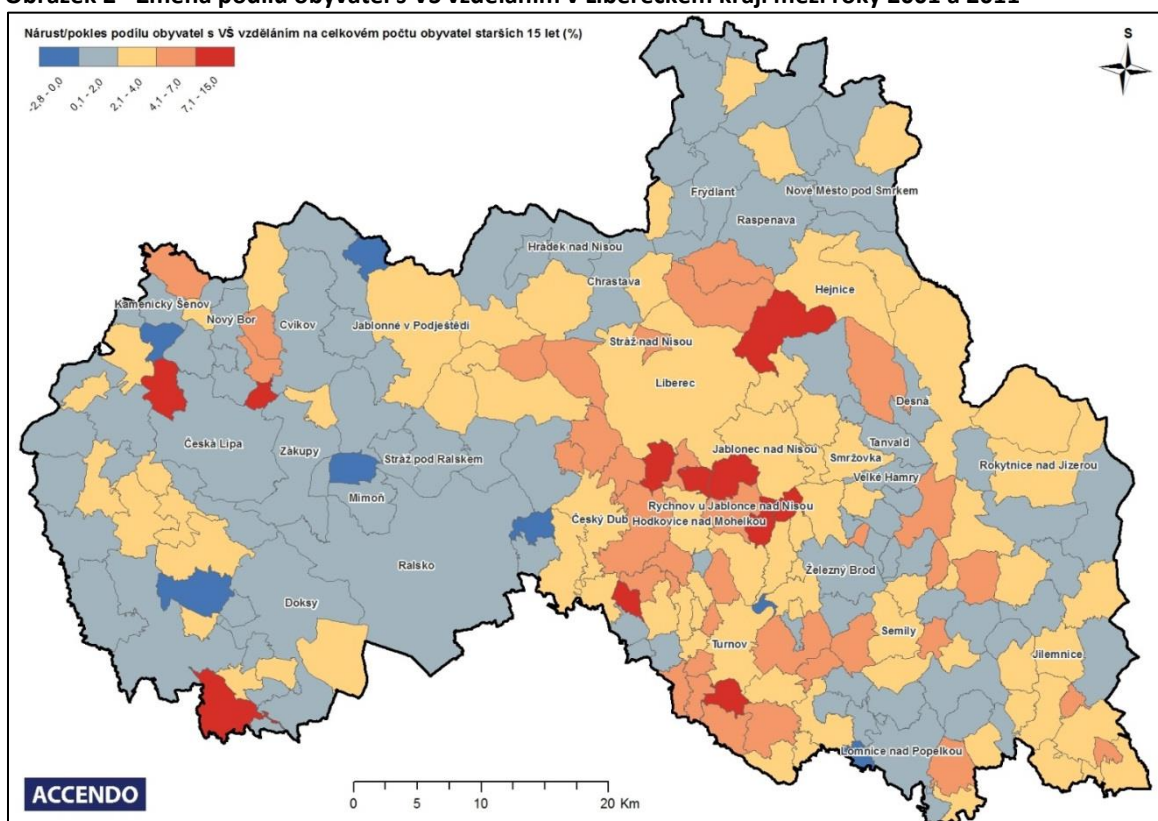 Obrázek 2 - Změna podílu obyvatel s VŠ vzděláním v Libereckém kraji mezi roky 2001 a 2011
Nárust/pokles podílu obyvatel s VŠ vzděláním na celkovém počtu obyvatel starších 15 let (%)
S
-2,8 - 0,0
0,1 - 2,0
2,1 - 4,0
4,1 - 7,0
7,1 - 15,0
Frýdlant
Nové Město pod Smrkem
Raspenava
Hrádek nad Nisou
Chrastava
Hejnice
Kamenický Šenov
Nový Bor
Cvikov
Jablonné v Podještědí
Stráž nad Nisou
Liberec
Desná
Česká Lípa
Zákupy
Stráž pod Ralskem
Jablonec nad Nisou
Tanvald
Smržovka
Velké Hamry
Rokytnice nad Jizerou
Mimoň
Rychnov u Jablonce nad Nisou
Český Dub
Hodkovice nad Mohelkou
Ralsko
Železný Brod
Doksy
Semily
Turnov
Jilemnice
Lomnice nad Popelkou
ACCENDO
0 5 10 20 Km